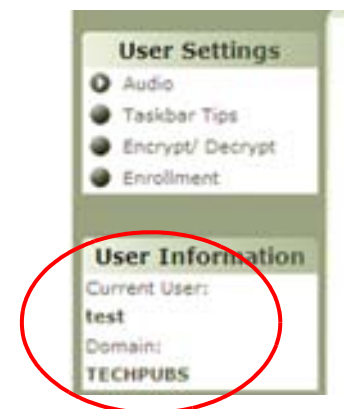 User Settings
Audio
Taskbar Tips
Encrypt/ Decrypt
Enrollment
User Information
Current User:
test
Domain:
TECHPUBS